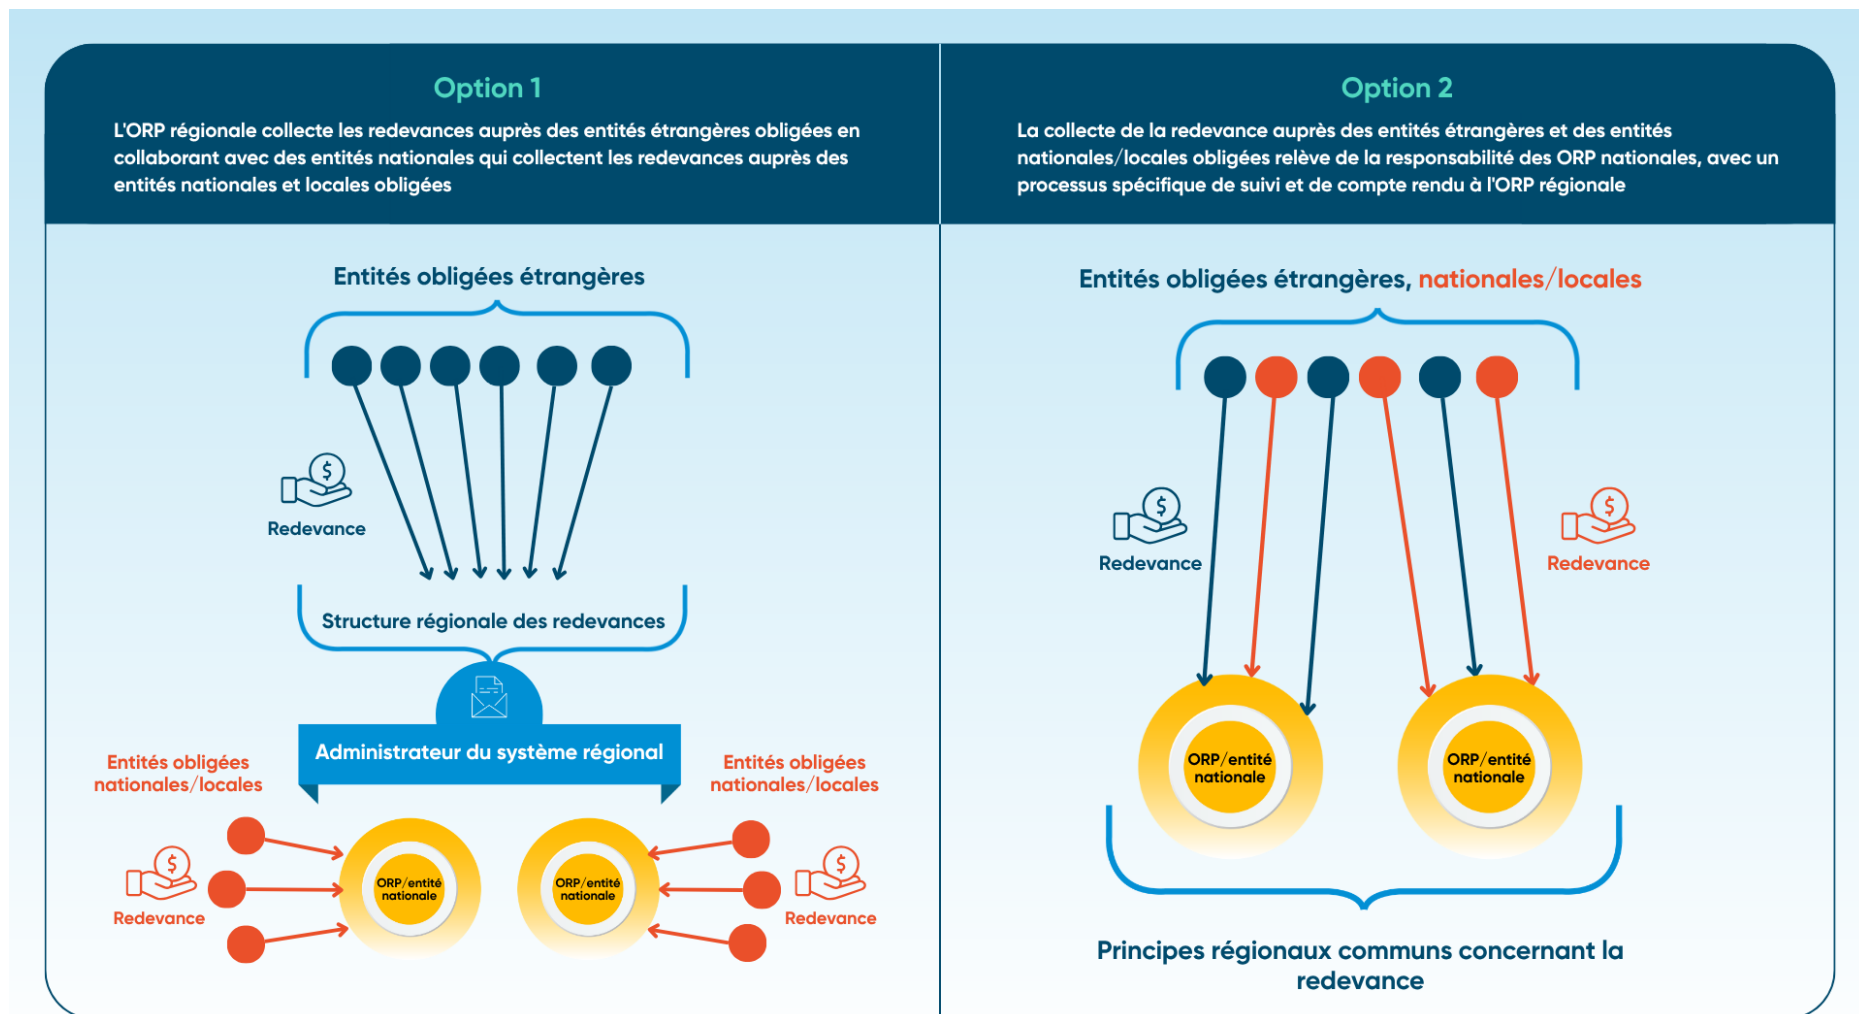 Option 1
L'ORP régionale collecte les redevances auprès des entités étrangères obligées en
collaborant avec des entités nationales qui collectent les redevances auprès des
entités nationales et locales obligées
Entités obligées étrangères
Redevance
Structure régionale des redevances
Administrateur du système régional
Entités obligées
nationales/locales
Redevance
ORP/entité
nationale
ORP/entité
nationale
Entités obligées
nationales/locales
Redevance
Option 2
La collecte de la redevance auprès des entités étrangères et des entités
nationales/locales obligées relève de la responsabilité des ORP nationales, avec un
processus spécifique de suivi et de compte rendu à l'ORP régionale
Entités obligées étrangères, nationales/locales
Redevance
Redevance
ORP/entité
nationale
ORP/entité
nationale
Principes régionaux communs concernant la
redevance